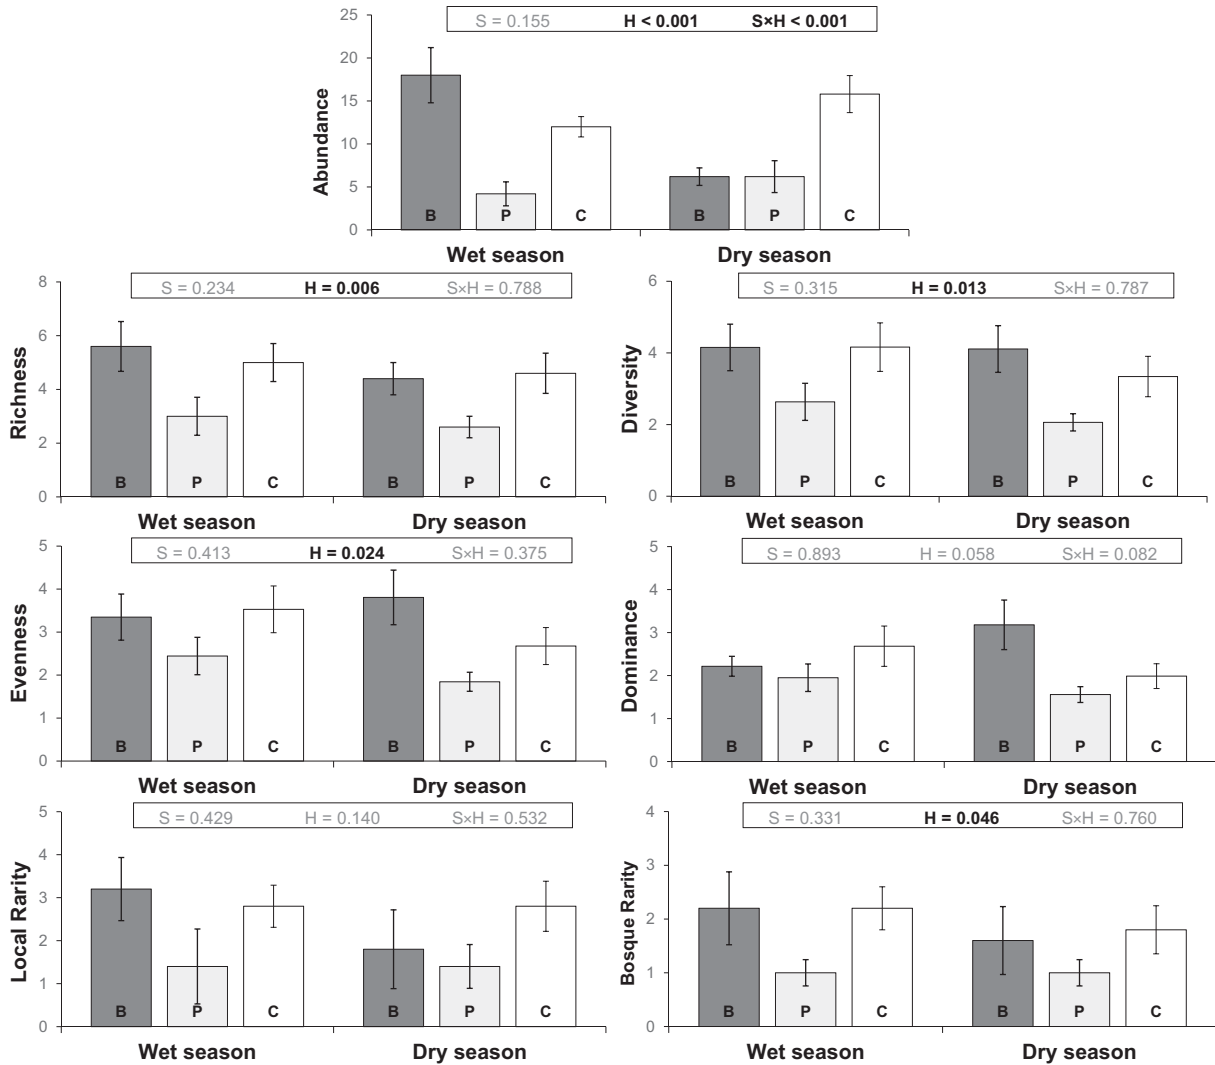 S = 0.155 H < 0.001 S×H < 0.001
25
20
15
10
5
0
Abundance
B P C B P C
Wet season Dry season
S = 0.234 H = 0.006 S×H = 0.788
8
6
4
2
0
Richness
B P C B P C
Wet season Dry season
S = 0.315 H = 0.013 S×H = 0.787
6
4
2
0
Diversity
B P C B P C
Wet season Dry season
S = 0.413 H = 0.024 S×H = 0.375
5
4
3
2
1
0
Evenness
B P C B P C
Wet season Dry season
S = 0.893 H = 0.058 S×H = 0.082
5
4
3
2
1
0
Dominance
B P C B P C
Wet season Dry season
S = 0.429 H = 0.140 S×H = 0.532
5
4
3
2
1
0
Local Rarity
B P C B P C
Wet season Dry season
S = 0.331 H = 0.046 S×H = 0.760
4
3
2
1
0
Bosque Rarity
B P C B P C
Wet season Dry season